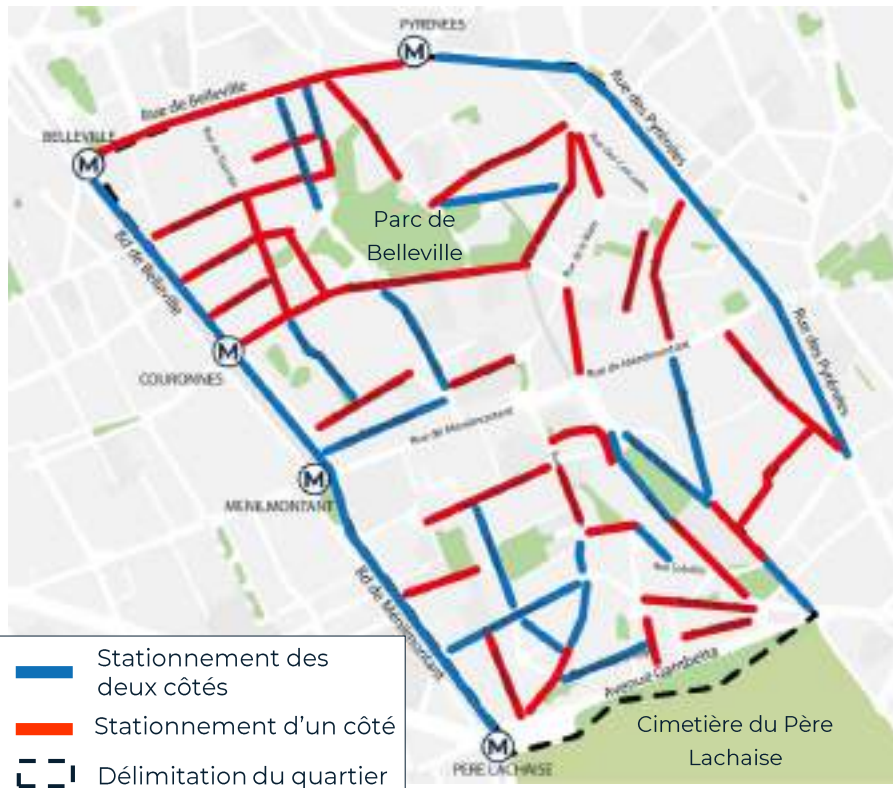 PYRENEES
M
Rue de Belleville
Rue des Pyrénées
BELLEVILLE
M
Parc de
Belleville
Bd de Belleville
Rue des Pyrénées
M
COURONNES
Rue de Ménilmontant
Rue de Menilmontant
M
MENILMONTANT
Bd de Ménilmontant
Avenue Gambetta
Cimetière du Père
Lachaise
M
PERE LACHAISE
Stationnement des
deux côtés
Stationnement d'un côté
Délimitation du quartier